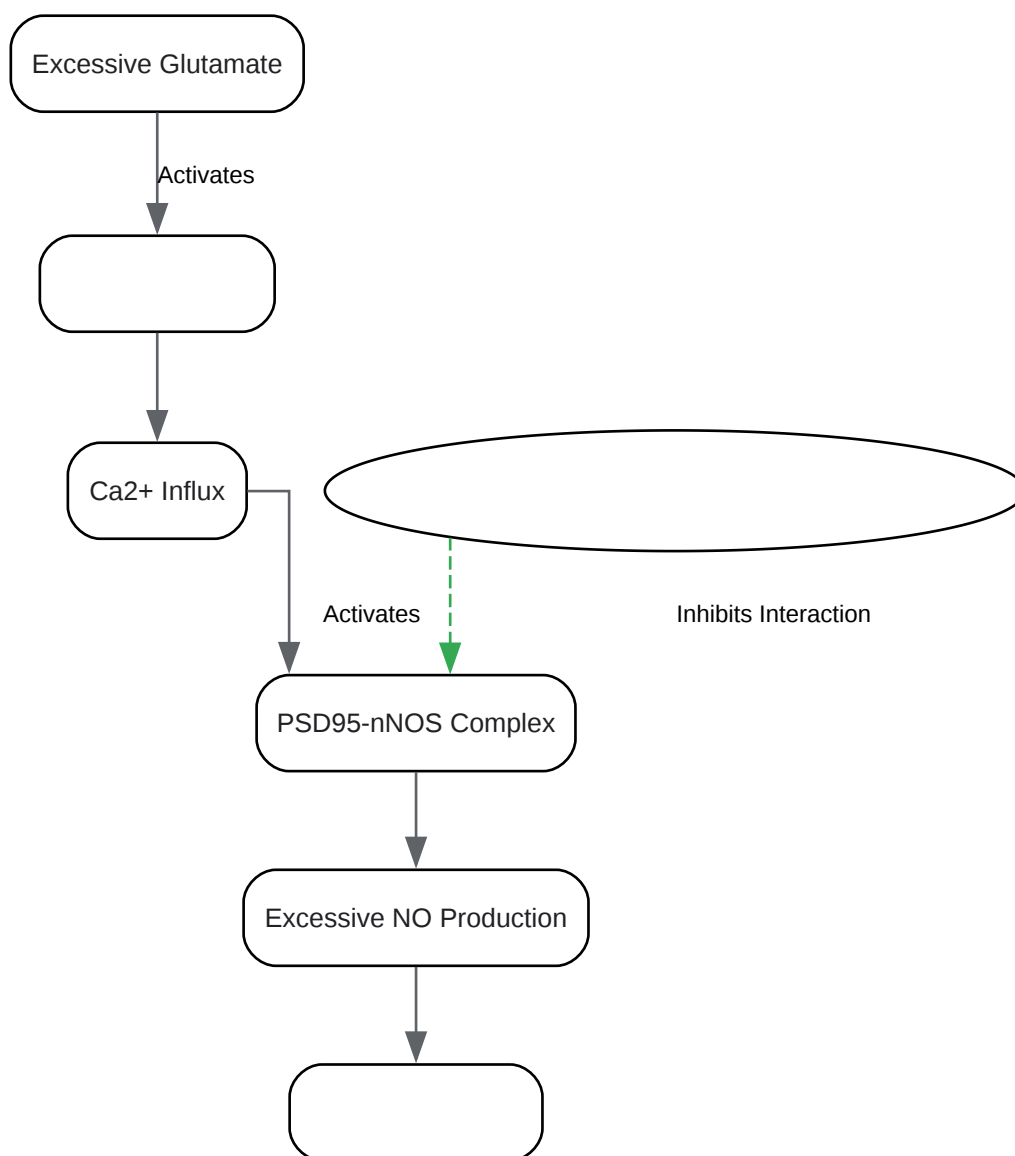 Excessive Glutamate
Activates
Ca2+ Influx
Activates
Inhibits Interaction
PSD95-nNOS Complex
Excessive NO Production